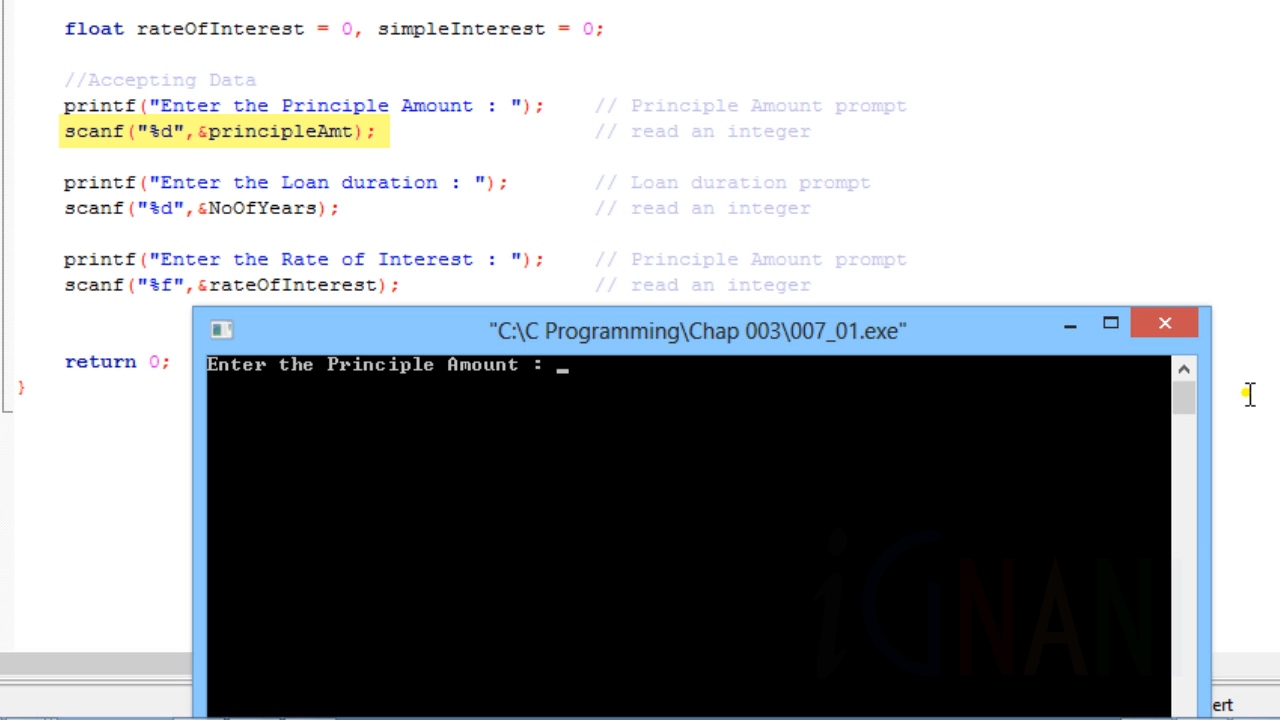 float rateOfInterest = 0, simpleInterest = 0;
//Accepting Data
printf("Enter the Principle Amount : ");    // Principle Amount prompt
scanf("%d",&principleAmt);                  // read an integer
printf("Enter the Loan duration : ");       // Loan duration prompt
scanf("%d",&NoOfYears);                     // read an integer
printf("Enter the Rate of Interest : ");    // Principle Amount prompt
scanf("%f",&rateOfInterest);                // read an integer
return 0;
}
"C:\C Programming\Chap 003\007_01.exe"
Enter the Principle Amount : _
iGNANI
ert